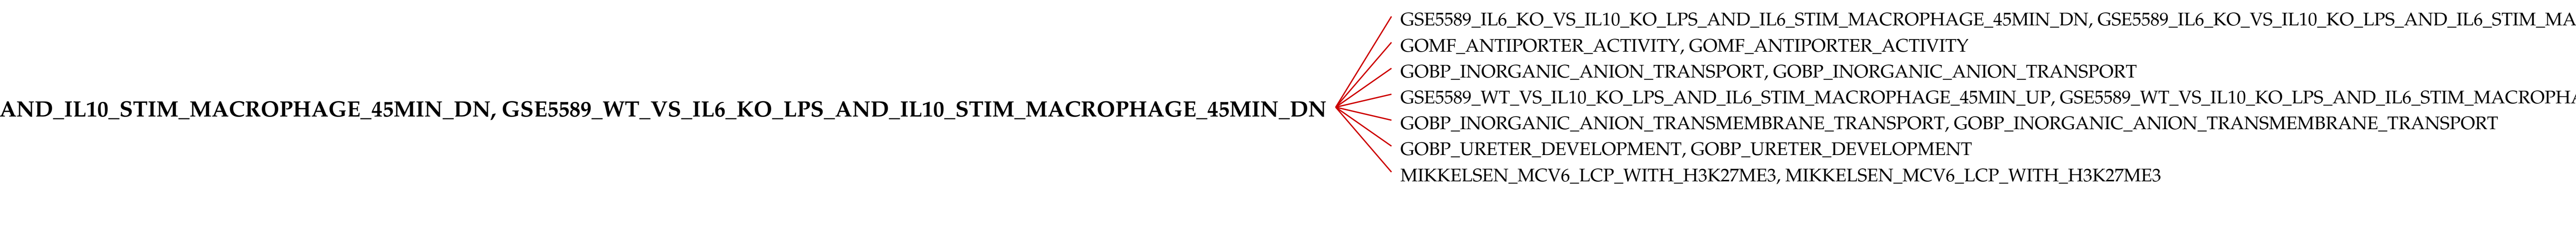 GSE5589_IL6_KO_VS_IL10_KO_LPS_AND_IL6_STIM_MACROPHAGE_45MIN_DN, GSE5589_IL6_KO_VS_IL10_KO_LPS_AND_IL6_STIM_MA
GOMF_ANTIPORTER_ACTIVITY, GOMF_ANTIPORTER_ACTIVITY
GOBP_INORGANIC_ANION_TRANSPORT, GOBP_INORGANIC_ANION_TRANSPORT
GSE5589_WT_VS_IL10_KO_LPS_AND_IL6_STIM_MACROPHAGE_45MIN_UP, GSE5589_WT_VS_IL10_KO_LPS_AND_IL6_STIM_MACROPHA
AND_IL10_STIM_MACROPHAGE_45MIN_DN, GSE5589_WT_VS_IL6_KO_LPS_AND_IL10_STIM_MACROPHAGE_45MIN_DN
GOBP_INORGANIC_ANION_TRANSMEMBRANE_TRANSPORT, GOBP_INORGANIC_ANION_TRANSMEMBRANE_TRANSPORT
GOBP_URETER_DEVELOPMENT, GOBP_URETER_DEVELOPMENT
MIKKELSEN_MCV6_LCP_WITH_H3K27ME3, MIKKELSEN_MCV6_LCP_WITH_H3K27ME3